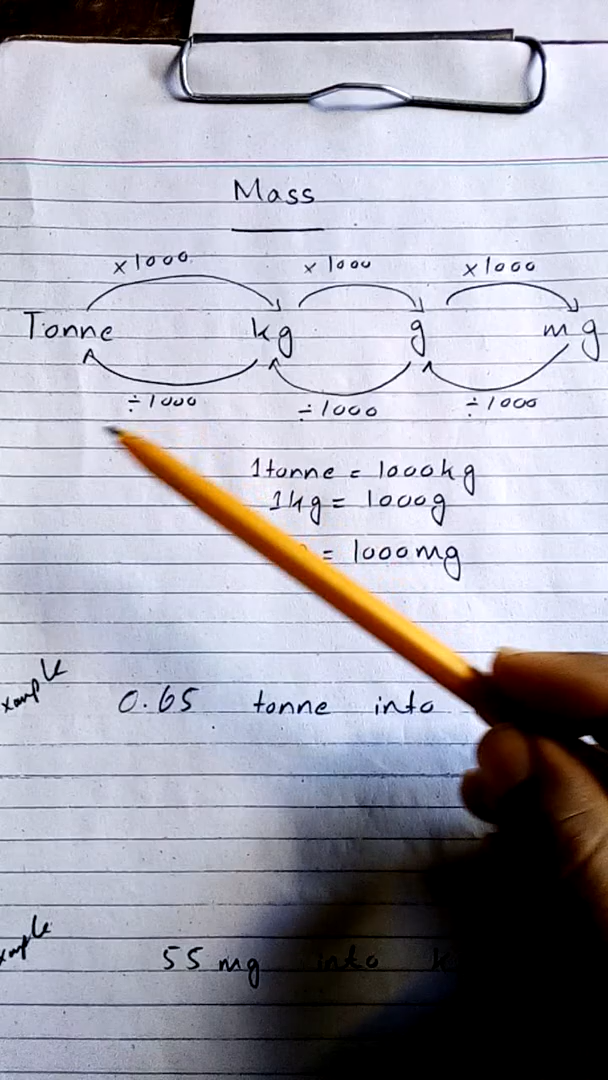 Mass
×1000 ×1000 ×1000
Tonne kg g mg
÷1000 ÷1000 ÷1000
1tonne = 1000kg
1kg = 1000g
= 1000mg
0.65 tonne into
55 mg into